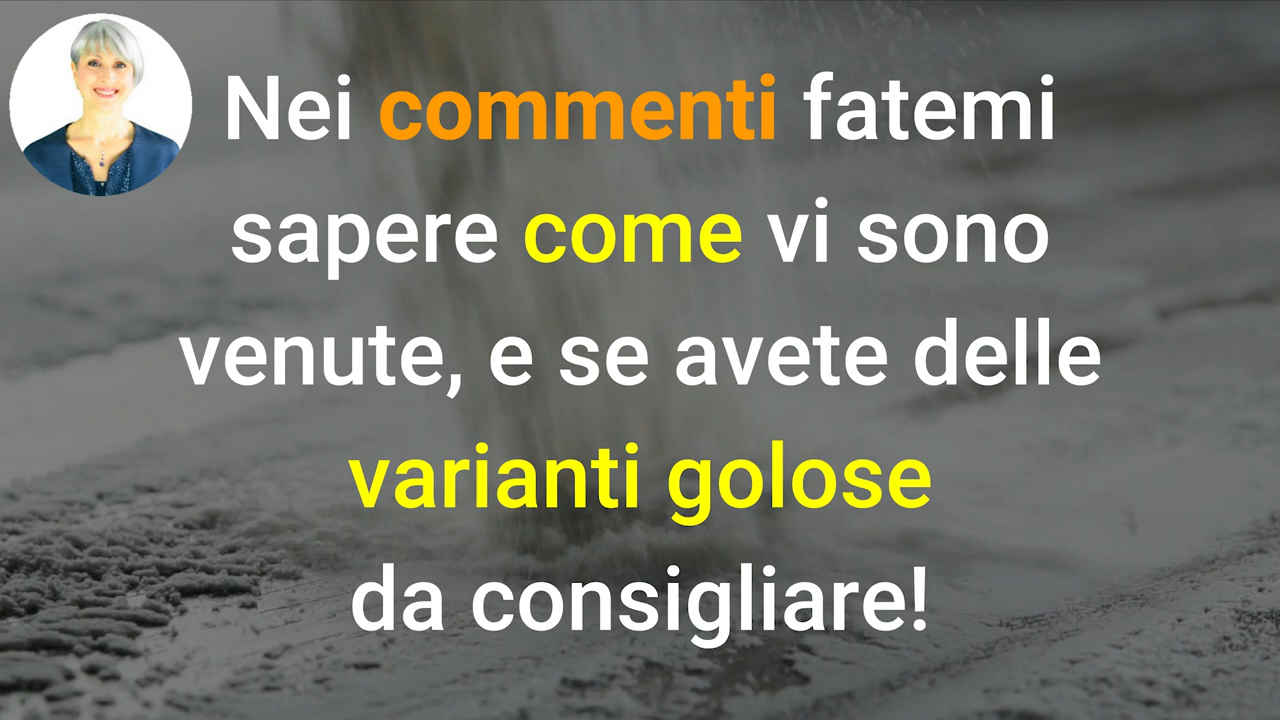 Nei commenti fatemi
sapere come vi sono
venute, e se avete delle
varianti golose
da consigliare!